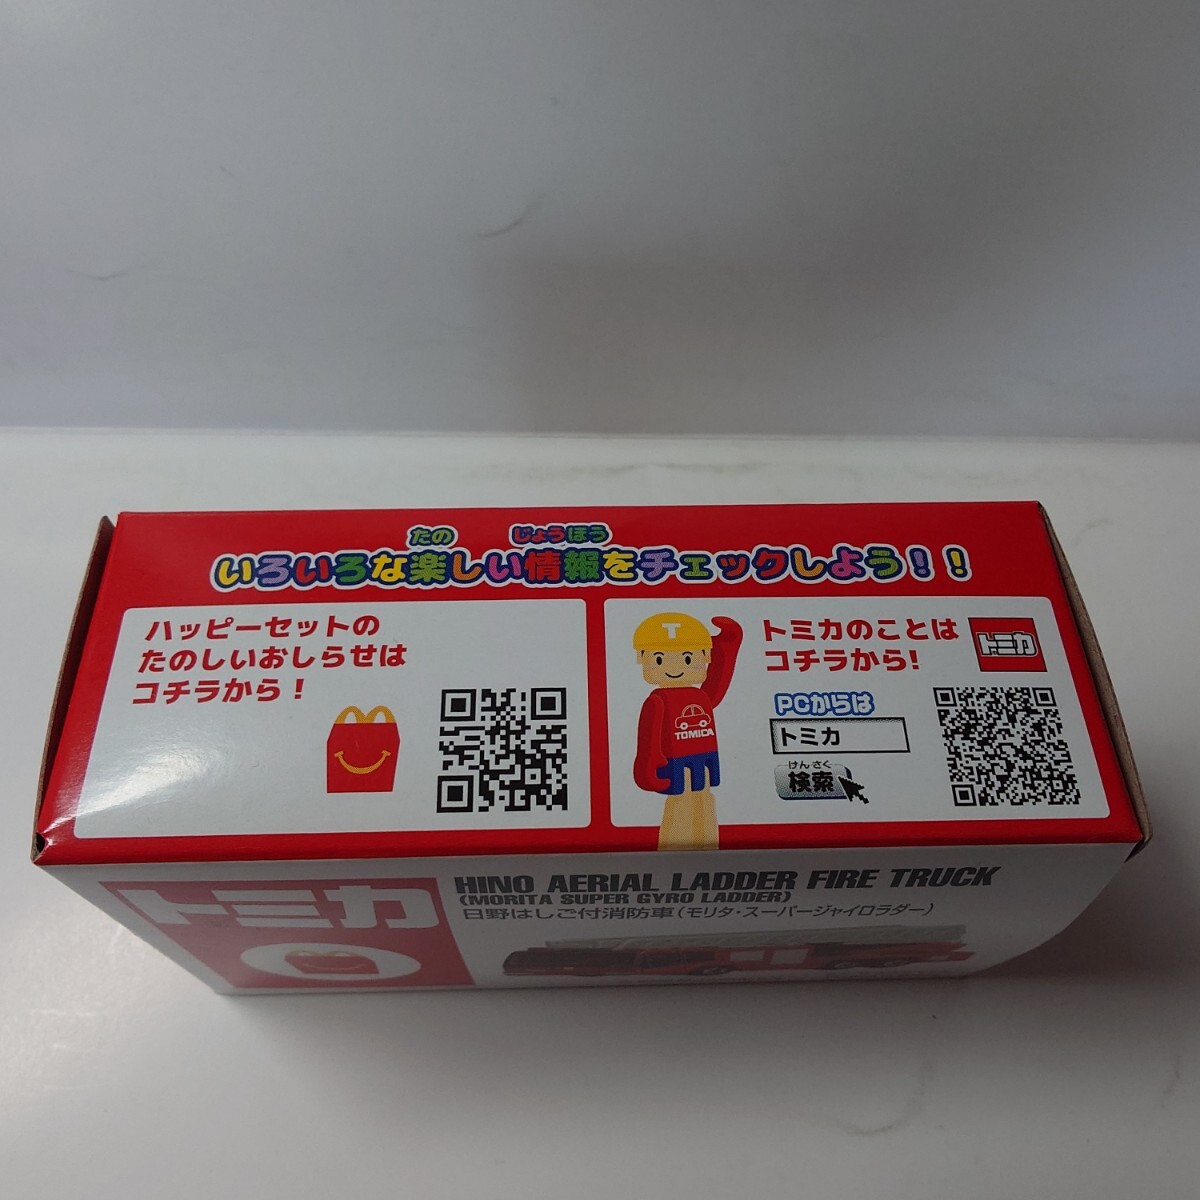 たの じょうほう
いろいろな楽しい情報をチェックしよう！！
ハッピーセットの
たのしいおしらせは
コチラから！
T
TOMICA
トミカのことは
コチラから!
トミカ
PCからは
トミカ
けんさく
検索
トミカ
HINO AERIAL LADDER FIRE TRUCK
(MORITA SUPER GYRO LADDER)
日野はしご付消防車(モリタ・スーパージャイロラダー)